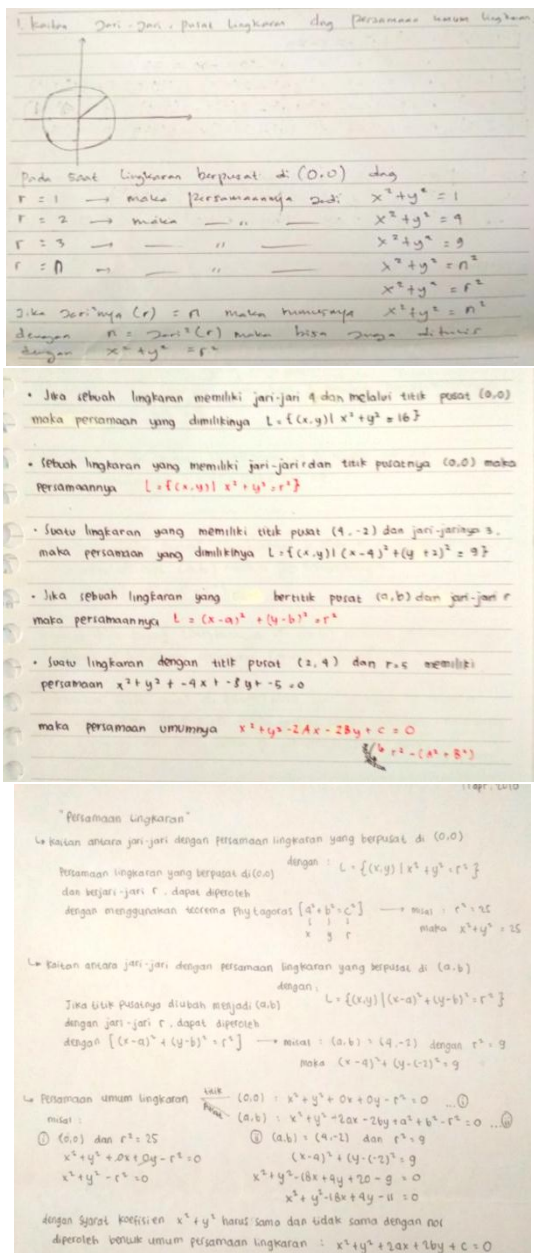 1. Kaitan Jari-Jari, pusat Lingkaran dng persamaan umum lingkaran
Pada saat lingkaran berpusat di (0,0) dng
r = 1 → maka persamaannya jadi x² + y² = 1
r = 2 → maka — " — x² + y² = 4
r = 3 → — " — x² + y² = 9
r = n → — " — x² + y² = n²
x² + y² = r²
Jika jari²nya (r) = n maka rumusnya x² + y² = n²
dengan n = jari² (r) maka bisa juga ditulis
dengan x² + y² = r²
• Jika sebuah lingkaran memiliki jari-jari 4 dan melalui titik pusat (0,0)
maka persamaan yang dimilikinya L = {(x,y) | x² + y² = 16}
• Sebuah lingkaran yang memiliki jari-jari r dan titik pusatnya (0,0) maka
Persamaannya L = {(x,y) | x² + y² = r²}
• Suatu lingkaran yang memiliki titik pusat (4,-2) dan jari-jarinya 3,
maka persamaan yang dimilikinya L = {(x,y) | (x-4)² + (y+2)² = 9}
• Jika sebuah lingkaran yang bertitik pusat (a,b) dan jari-jari r
maka persamaannya L = (x-a)² + (y-b)² = r²
• Suatu lingkaran dengan titik pusat (2,4) dan r=5 memiliki
persamaan x² + y² + -4x + -8y + -5 = 0
maka persamaan umumnya x² + y² - 2Ax - 2By + C = 0
r² - (A² + B²)
"Persamaan Lingkaran"
↳ Kaitan antara jari-jari dengan persamaan lingkaran yang berpusat di (0,0)
Persamaan lingkaran yang berpusat di (0,0) dengan : L = {(x,y) | x² + y² = r²}
dan berjari-jari r, dapat diperoleh
dengan menggunakan teorema Phytagoras [a² + b² = c²] → misal : r² = 25
x y r maka x² + y² = 25
↳ Kaitan antara jari-jari dengan persamaan lingkaran yang berpusat di (a,b)
dengan :
Jika titik pusatnya diubah menjadi (a,b) L = {(x,y) | (x-a)² + (y-b)² = r²}
dengan jari-jari r, dapat diperoleh
dengan [(x-a)² + (y-b)² = r²] → misal : (a,b) = (4,-2) dengan r² = 9
maka (x-4)² + (y-(-2))² = 9
↳ Persamaan umum lingkaran titik pusat (0,0) : x² + y² + 0x + 0y - r² = 0 ... (i)
(a,b) : x² + y² - 2ax - 2by + a² + b² - r² = 0 ... (ii)
misal :
(i) (0,0) dan r² = 25 (ii) (a,b) = (4,-2) dan r² = 9
x² + y² + 0x + 0y - r² = 0 (x-4)² + (y-(-2))² = 9
x² + y² - r² = 0 x² + y² - 18x + 4y + 20 - 9 = 0
x² + y² - 18x + 4y - 11 = 0
dengan syarat koefisien x² + y² harus sama dan tidak sama dengan nol
diperoleh bentuk umum persamaan lingkaran : x² + y² + 2ax + 2by + c = 0